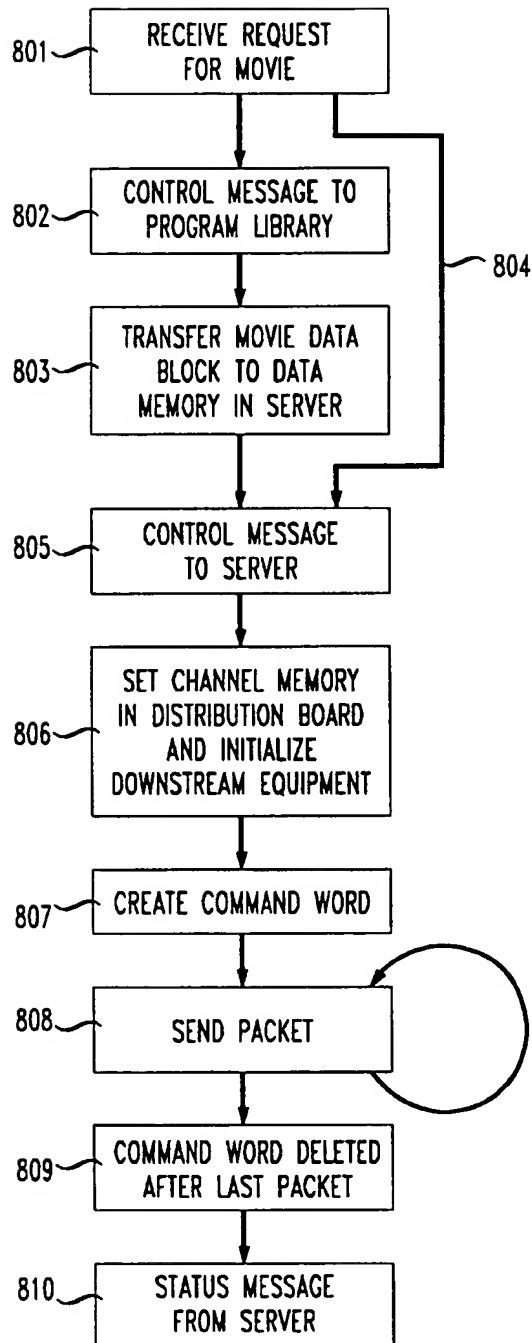 801
RECEIVE REQUEST
FOR MOVIE
802
CONTROL MESSAGE TO
PROGRAM LIBRARY
804
803
TRANSFER MOVIE DATA
BLOCK TO DATA
MEMORY IN SERVER
805
CONTROL MESSAGE
TO SERVER
806
SET CHANNEL MEMORY
IN DISTRIBUTION BOARD
AND INITIALIZE
DOWNSTREAM EQUIPMENT
807
CREATE COMMAND WORD
808
SEND PACKET
809
COMMAND WORD DELETED
AFTER LAST PACKET
810
STATUS MESSAGE
FROM SERVER